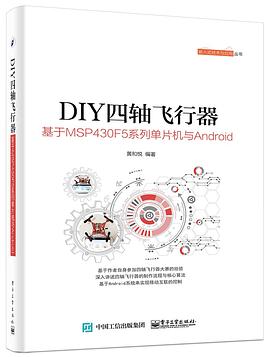 DIY四轴飞行器
基于MSP430F5系列单片机与Android
黄和悦 编著
基于作者自身参加四轴飞行器大赛的经验
深入讲述四轴飞行器的制作流程与核心算法
基于Android系统来实现移动互联的控制
中国工信出版集团
电子工业出版社